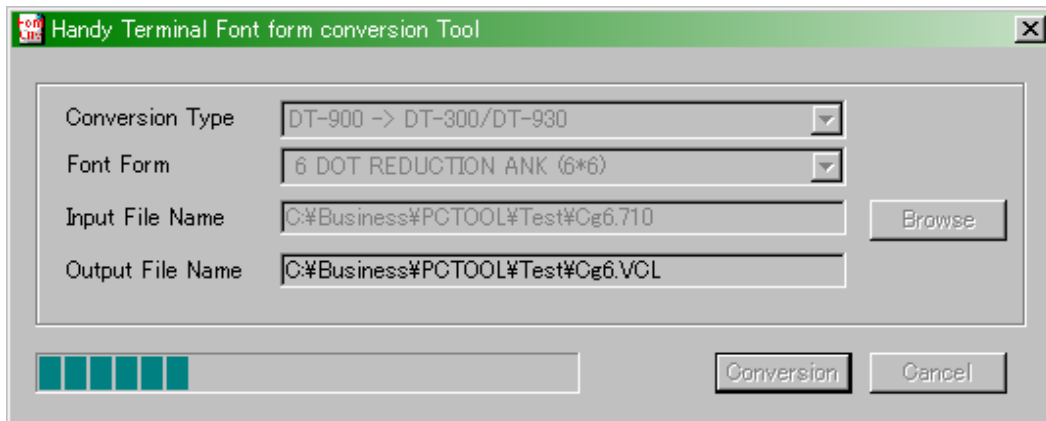 Handy Terminal Font form conversion Tool
Conversion Type DT-900 -> DT-300/DT-930
Font Form 6 DOT REDUCTION ANK (6*6)
Input File Name C:¥Business¥PCTOOL¥Test¥Cg6.710 Browse
Output File Name C:¥Business¥PCTOOL¥Test¥Cg6.VCL
Conversion Cancel